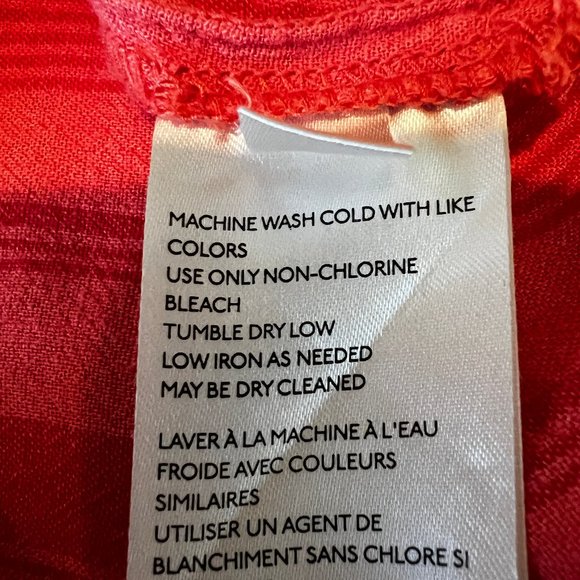 MACHINE WASH COLD WITH LIKE
COLORS
USE ONLY NON-CHLORINE
BLEACH
TUMBLE DRY LOW
LOW IRON AS NEEDED
MAY BE DRY CLEANED
LAVER À LA MACHINE À L'EAU
FROIDE AVEC COULEURS
SIMILAIRES
UTILISER UN AGENT DE
BLANCHIMENT SANS CHLORE SI